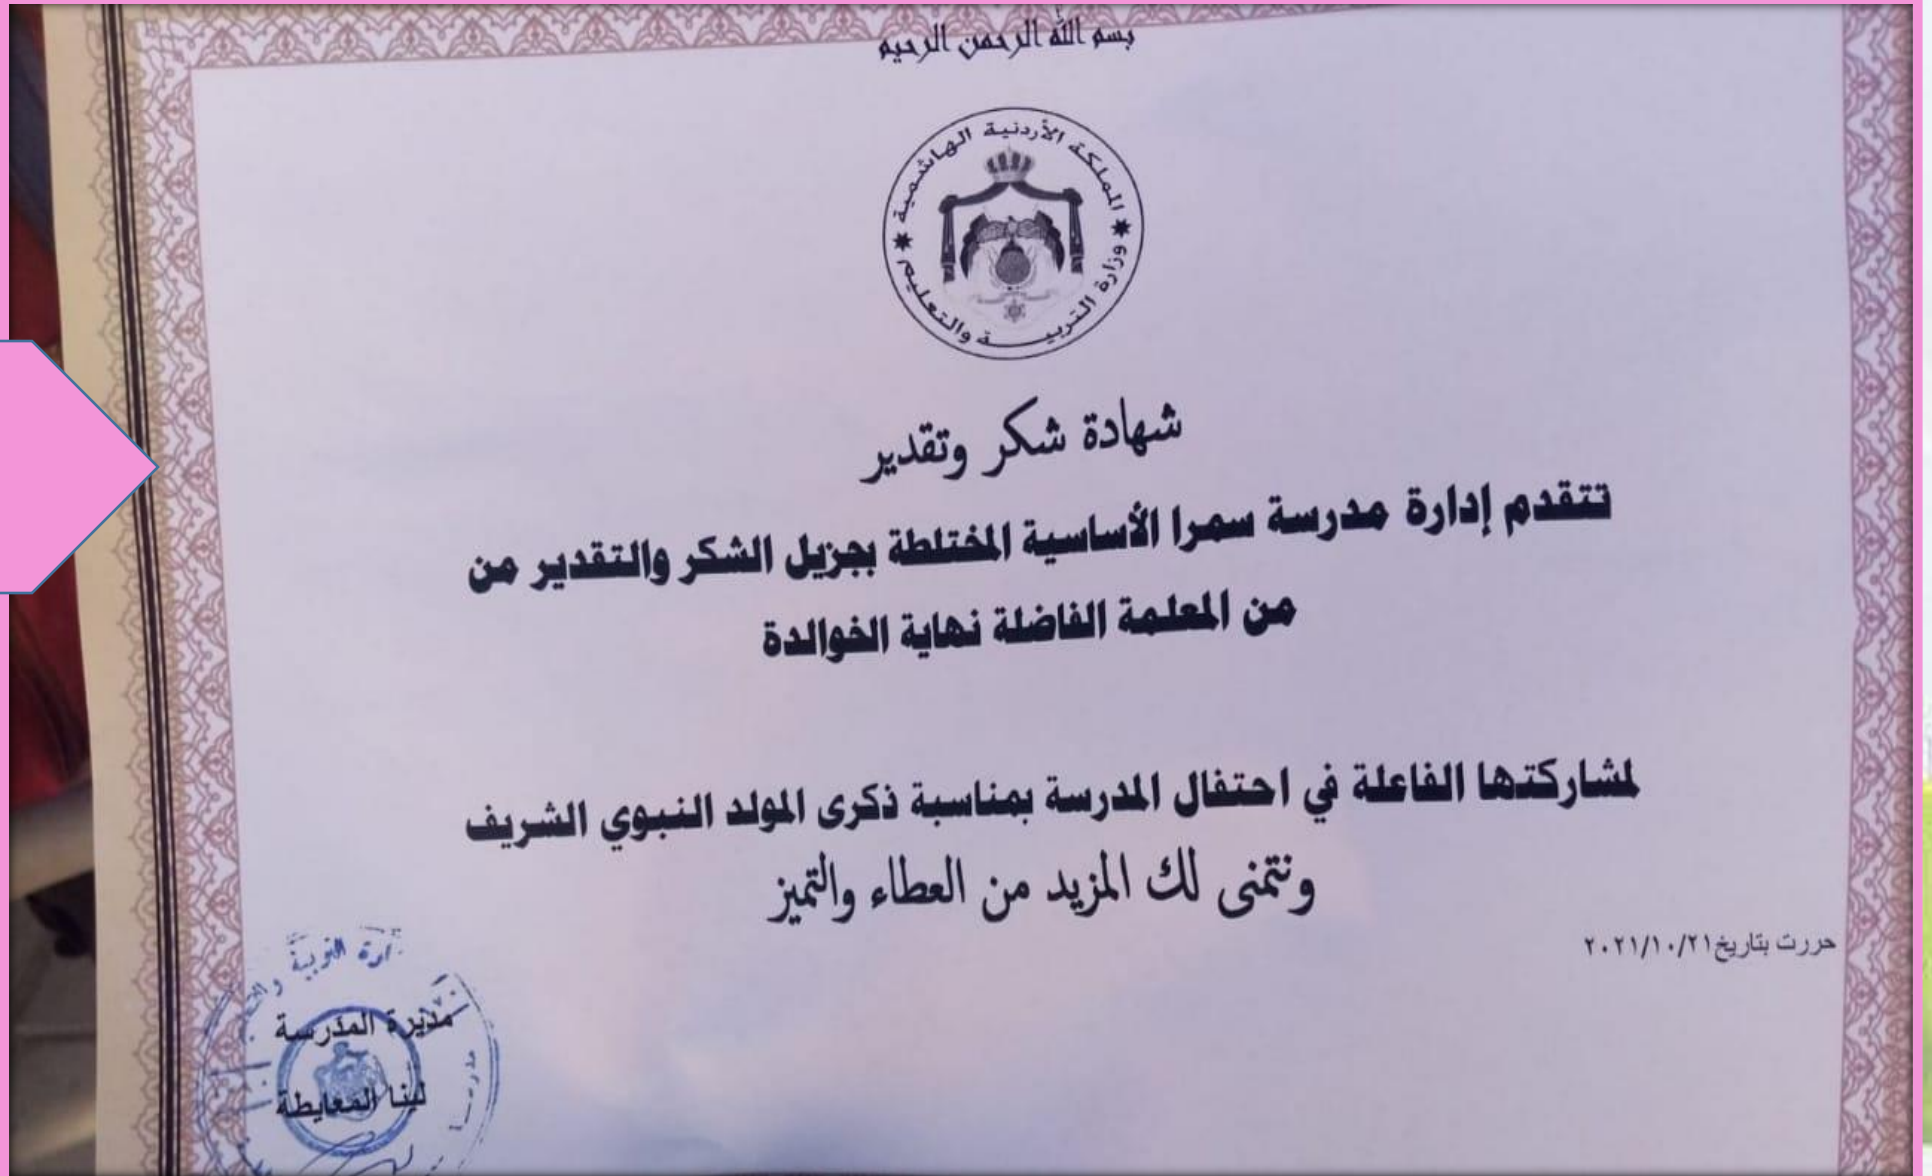 بسم الله الرحمن الرحيم
المملكة الأردنية الهاشمية
وزارة التربية والتعليم
شهادة شكر وتقدير
تتقدم إدارة مدرسة سمرا الأساسية المختلطة بجزيل الشكر والتقدير من
من المعلمة الفاضلة نهاية الخوالدة
لمشاركتها الفاعلة في احتفال المدرسة بمناسبة ذكرى المولد النبوي الشريف
ونتمنى لك المزيد من العطاء والتميز
حررت بتاريخ٢٠٢١/١٠/٢١
مديرة المدرسة
لينا المعايطة